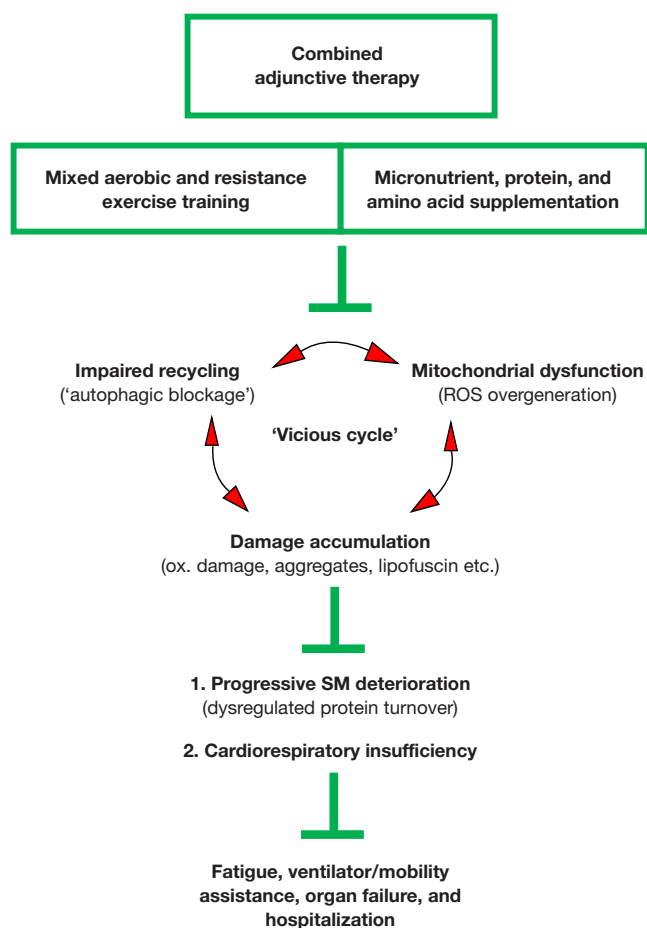 Combined
adjunctive therapy
Mixed aerobic and resistance
exercise training
Micronutrient, protein, and
amino acid supplementation
Impaired recycling
(‘autophagic blockage’)
Mitochondrial dysfunction
(ROS overgeneration)
‘Vicious cycle’
Damage accumulation
(ox. damage, aggregates, lipofuscin etc.)
1. Progressive SM deterioration
(dysregulated protein turnover)
2. Cardiorespiratory insufficiency
Fatigue, ventilator/mobility
assistance, organ failure, and
hospitalization